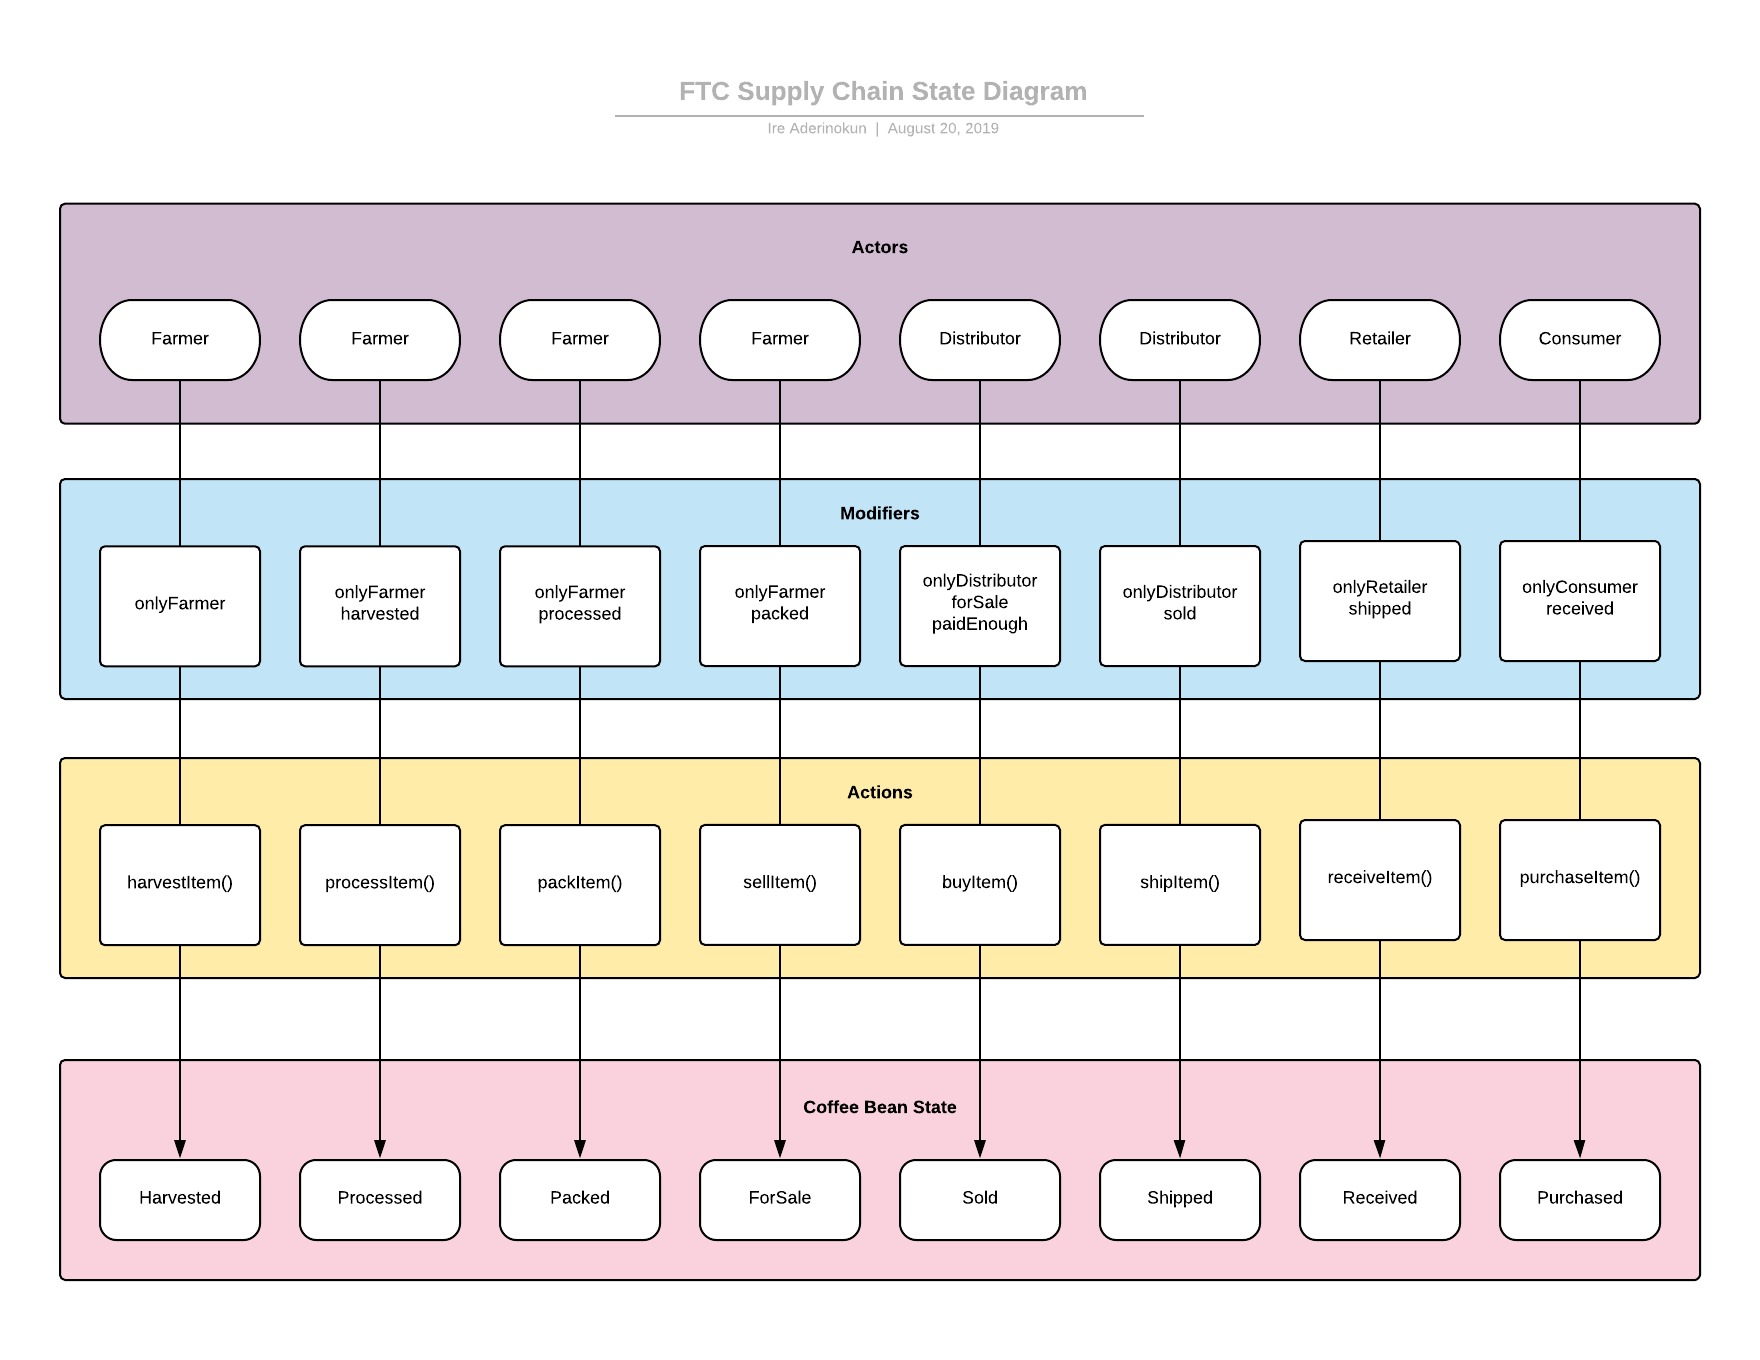 FTC Supply Chain State Diagram
Ire Aderinokun | August 20, 2019
Actors
Farmer
Farmer
Farmer
Farmer
Distributor
Distributor
Retailer
Consumer
Modifiers
onlyFarmer
onlyFarmer
harvested
onlyFarmer
processed
onlyFarmer
packed
onlyDistributor
forSale
paidEnough
onlyDistributor
sold
onlyRetailer
shipped
onlyConsumer
received
Actions
harvestItem()
processItem()
packItem()
sellItem()
buyItem()
shipItem()
receiveItem()
purchaseItem()
Coffee Bean State
Harvested
Processed
Packed
ForSale
Sold
Shipped
Received
Purchased